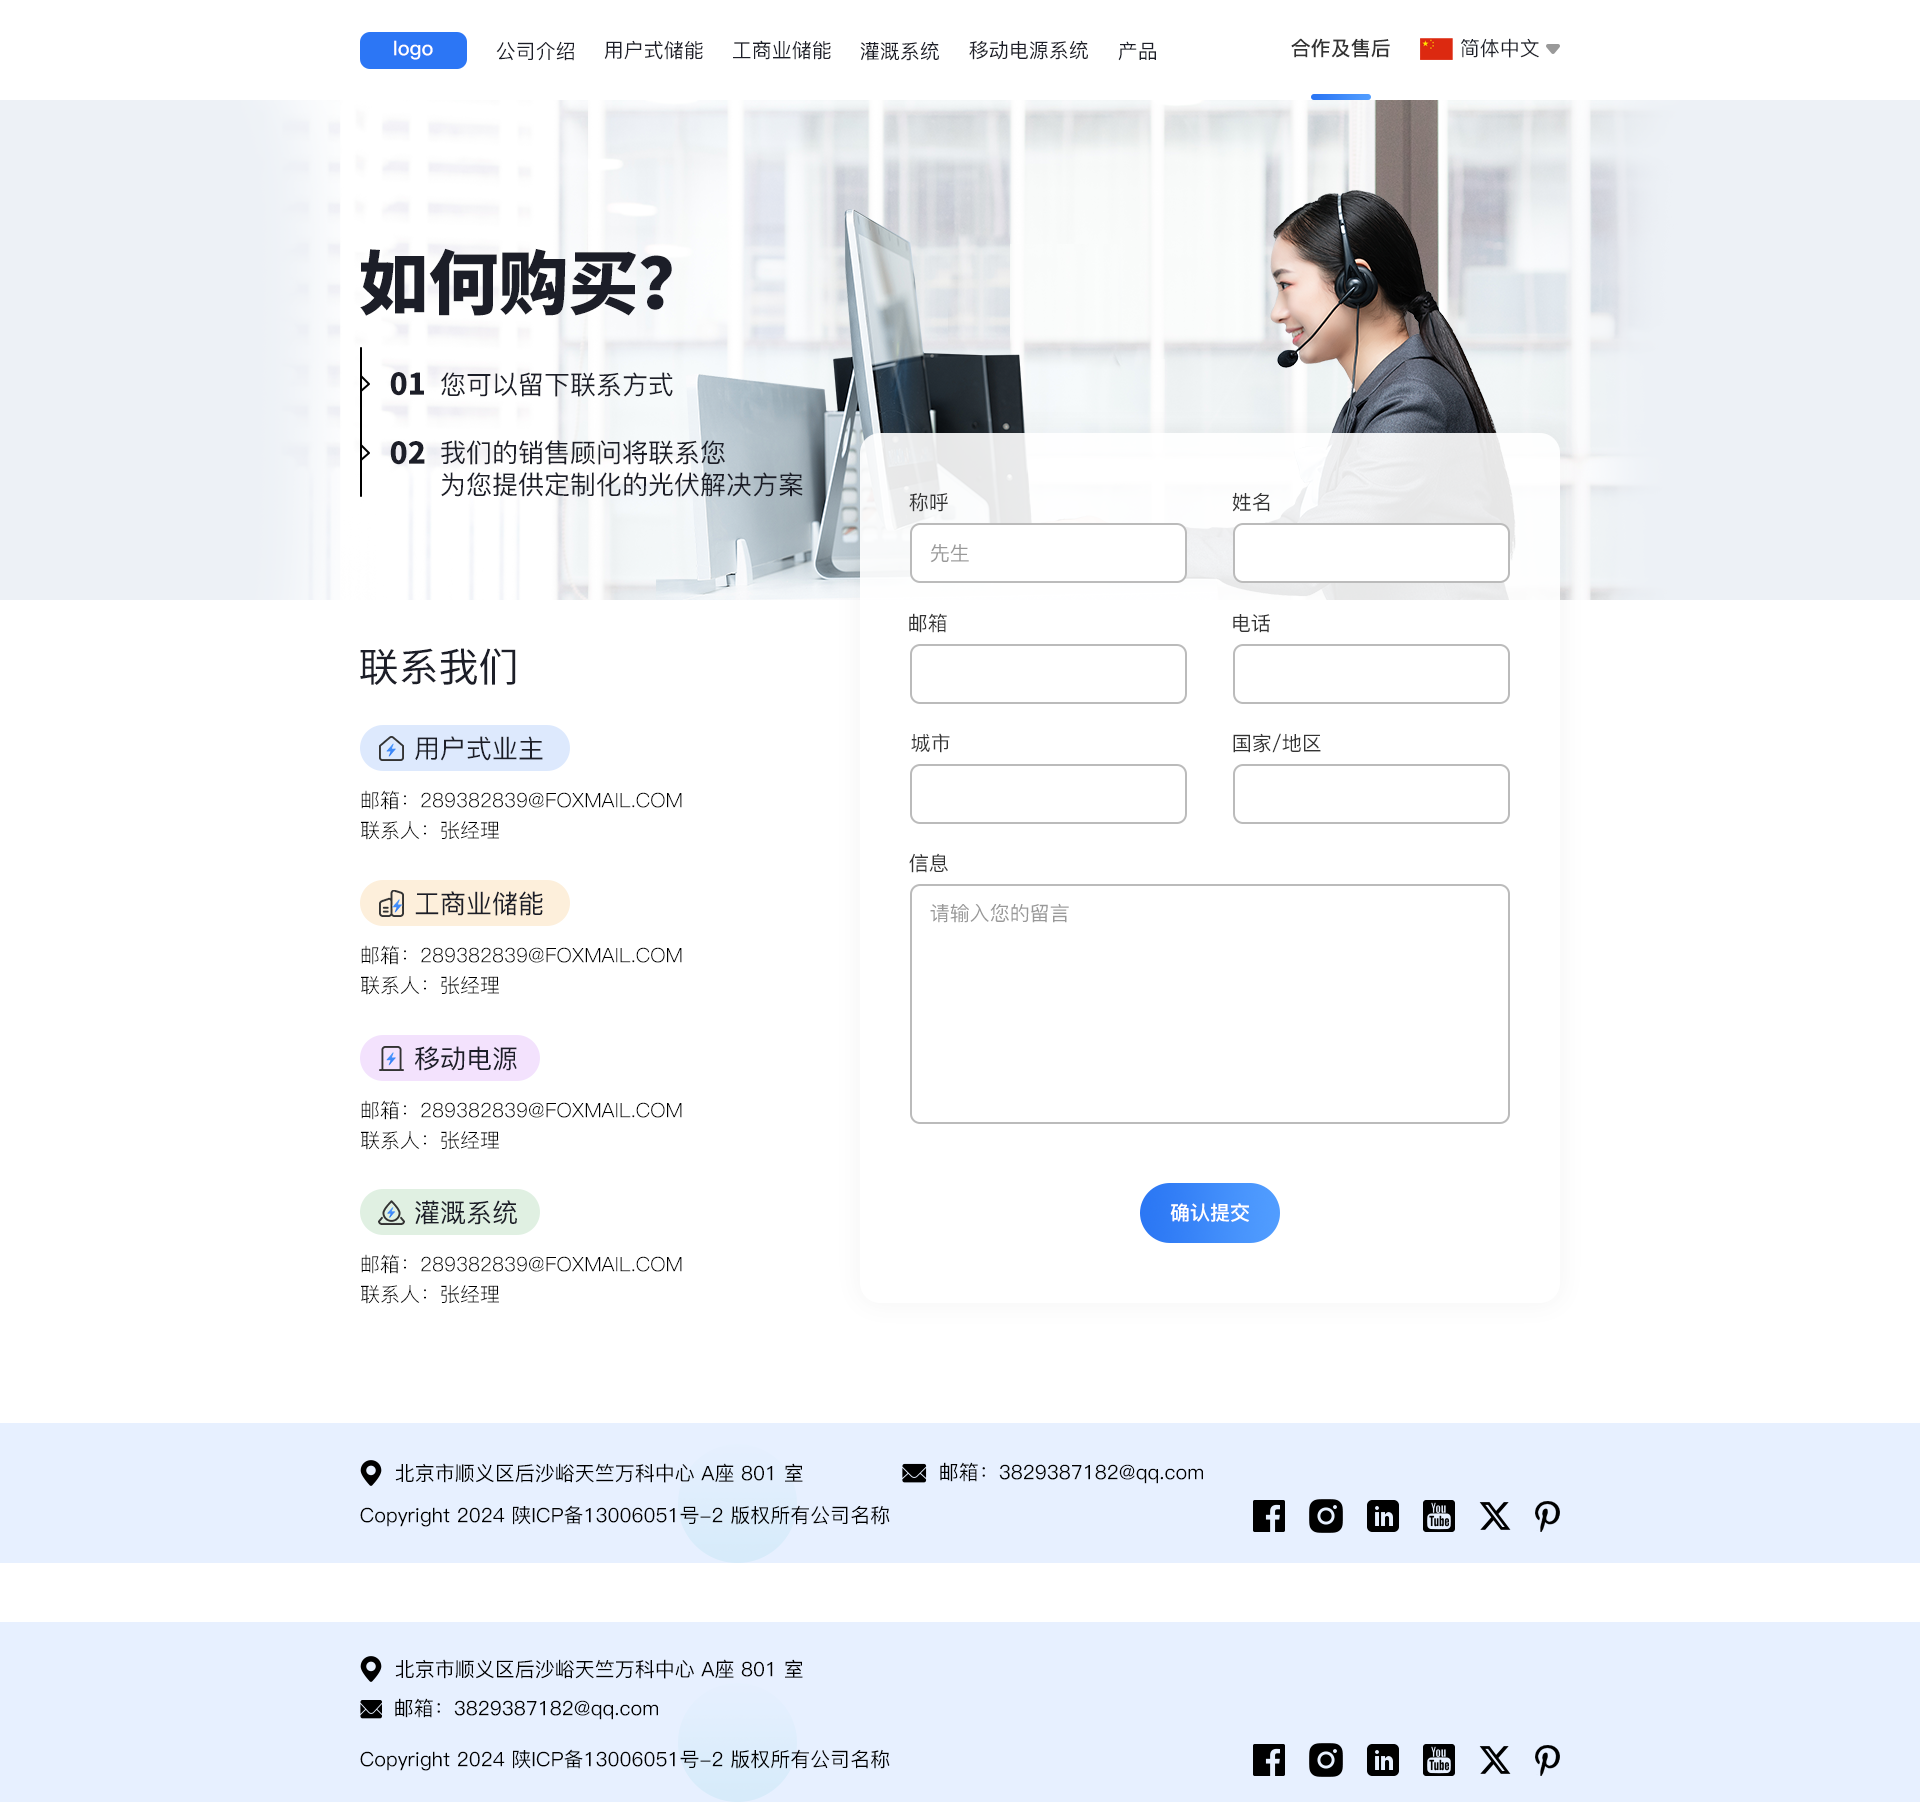 logo
公司介绍
用户式储能
工商业储能
灌溉系统
移动电源系统
产品
合作及售后
简体中文
如何购买?
01 您可以留下联系方式
02 我们的销售顾问将联系您
为您提供定制化的光伏解决方案
称呼
姓名
先生
邮箱
电话
城市
国家/地区
信息
请输入您的留言
确认提交
联系我们
用户式业主
邮箱：289382839@FOXMAIL.COM
联系人：张经理
工商业储能
邮箱：289382839@FOXMAIL.COM
联系人：张经理
移动电源
邮箱：289382839@FOXMAIL.COM
联系人：张经理
灌溉系统
邮箱：289382839@FOXMAIL.COM
联系人：张经理
北京市顺义区后沙峪天竺万科中心 A座 801 室
邮箱：3829387182@qq.com
Copyright 2024 陕ICP备13006051号-2 版权所有公司名称
in
You
Tube
北京市顺义区后沙峪天竺万科中心 A座 801 室
邮箱：3829387182@qq.com
Copyright 2024 陕ICP备13006051号-2 版权所有公司名称
in
You
Tube